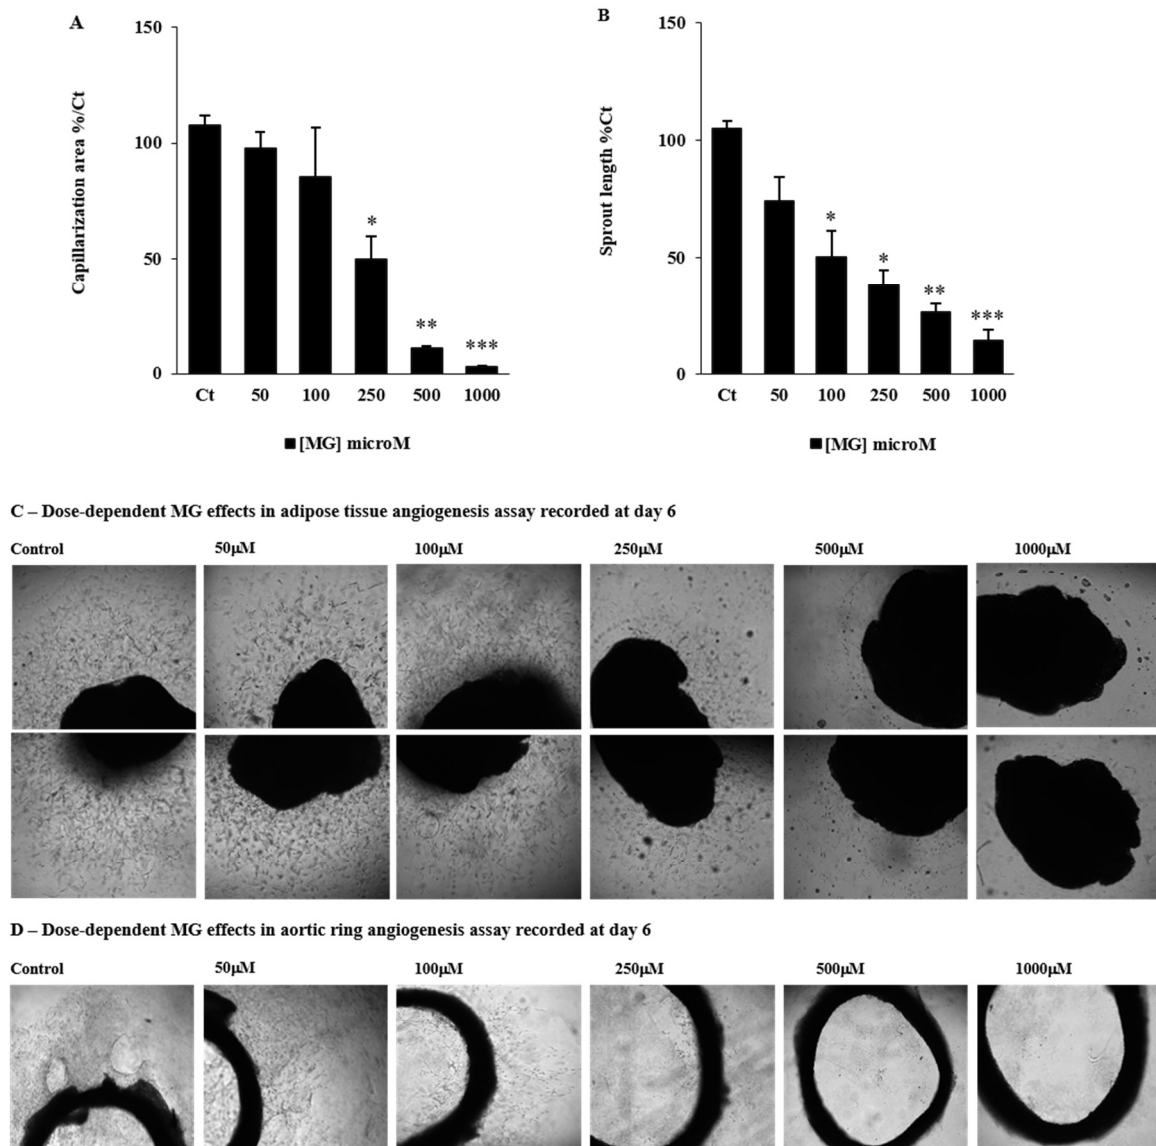 A
150
100
50
0
Capillarization area %/Ct
*
**
***
Ct 50 100 250 500 1000
[MG] microM
B
150
100
50
0
Sprout length %Ct
*
*
**
***
Ct 50 100 250 500 1000
[MG] microM
C – Dose-dependent MG effects in adipose tissue angiogenesis assay recorded at day 6
Control 50µM 100µM 250µM 500µM 1000µM
D – Dose-dependent MG effects in aortic ring angiogenesis assay recorded at day 6
Control 50µM 100µM 250µM 500µM 1000µM